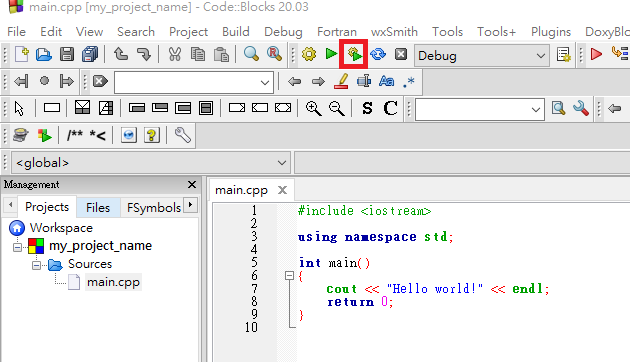 main.cpp [my_project_name] - Code::Blocks 20.03
File Edit View Search Project Build Debug Fortran wxSmith Tools Tools+ Plugins DoxyBlo
Debug
Aa .*
S C
/** *<
<global>
Management
Projects Files FSymbols
Workspace
my_project_name
Sources
main.cpp
main.cpp
1 #include <iostream>
2
3 using namespace std;
4
5 int main()
6 {
7 cout << "Hello world!" << endl;
8 return 0;
9 }
10